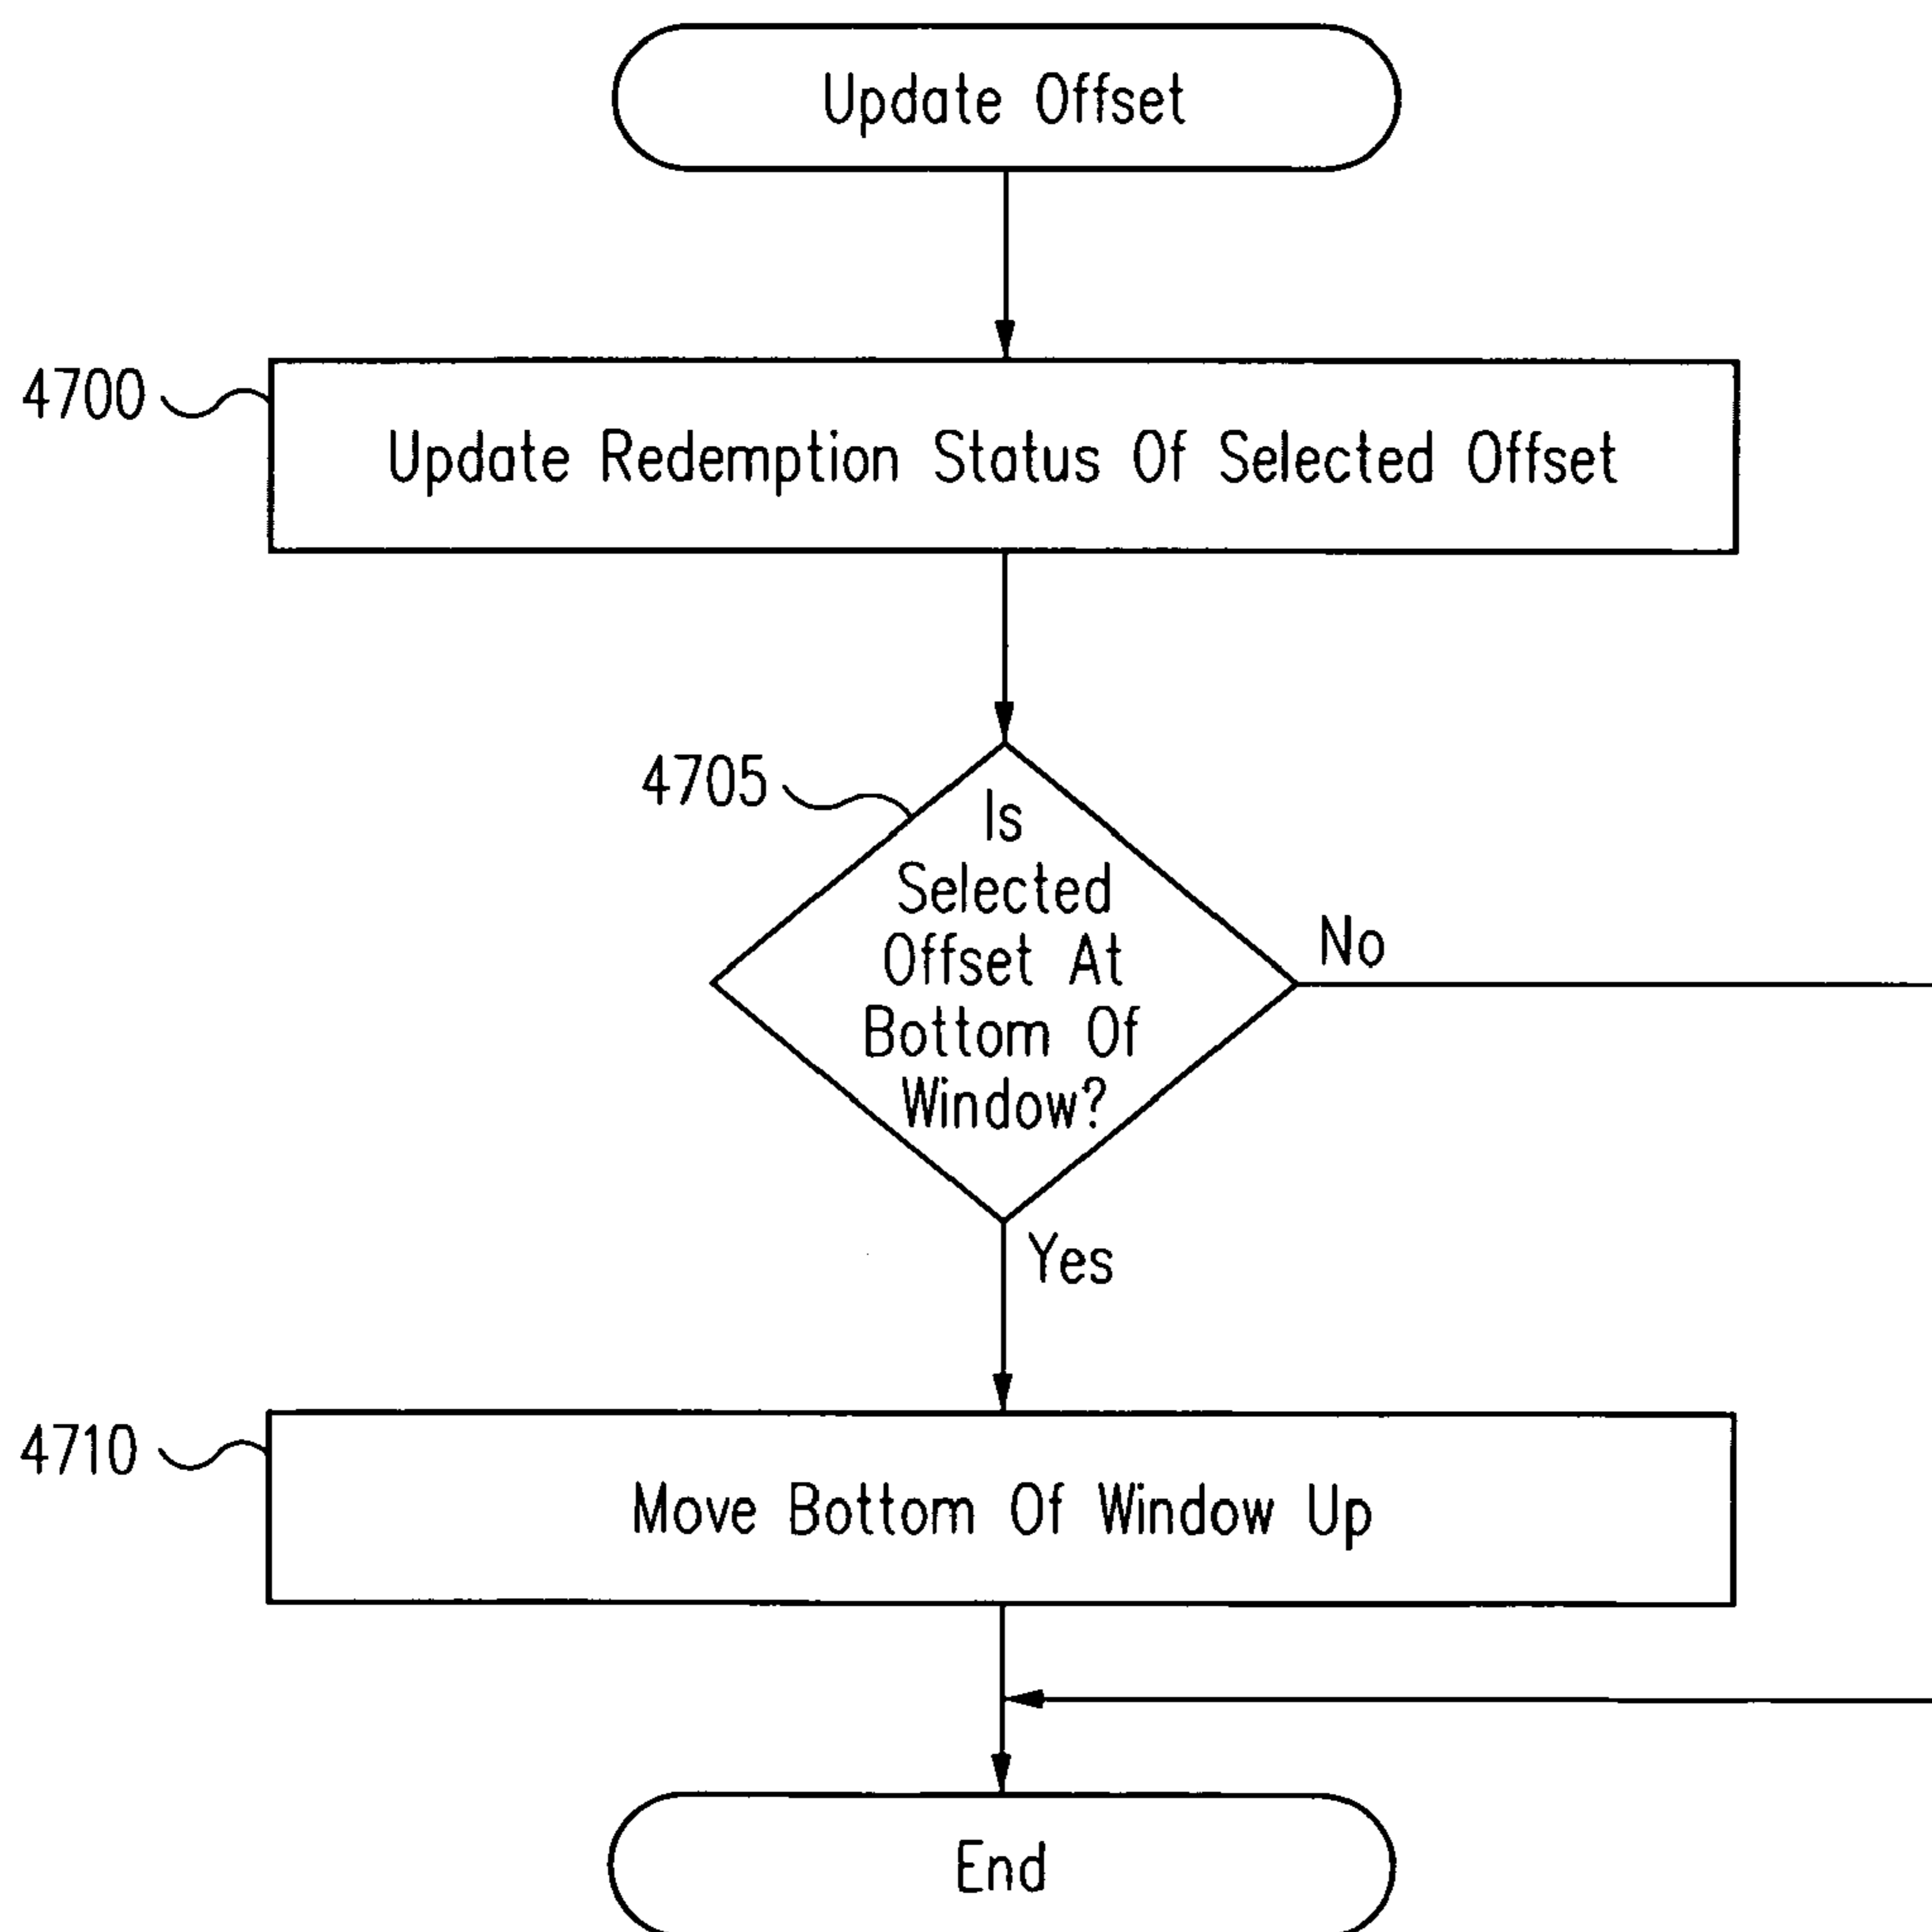 Update Offset
4700
Update Redemption Status Of Selected Offset
4705
Is
Selected
Offset At
Bottom Of
Window?
No
Yes
4710
Move Bottom Of Window Up
End